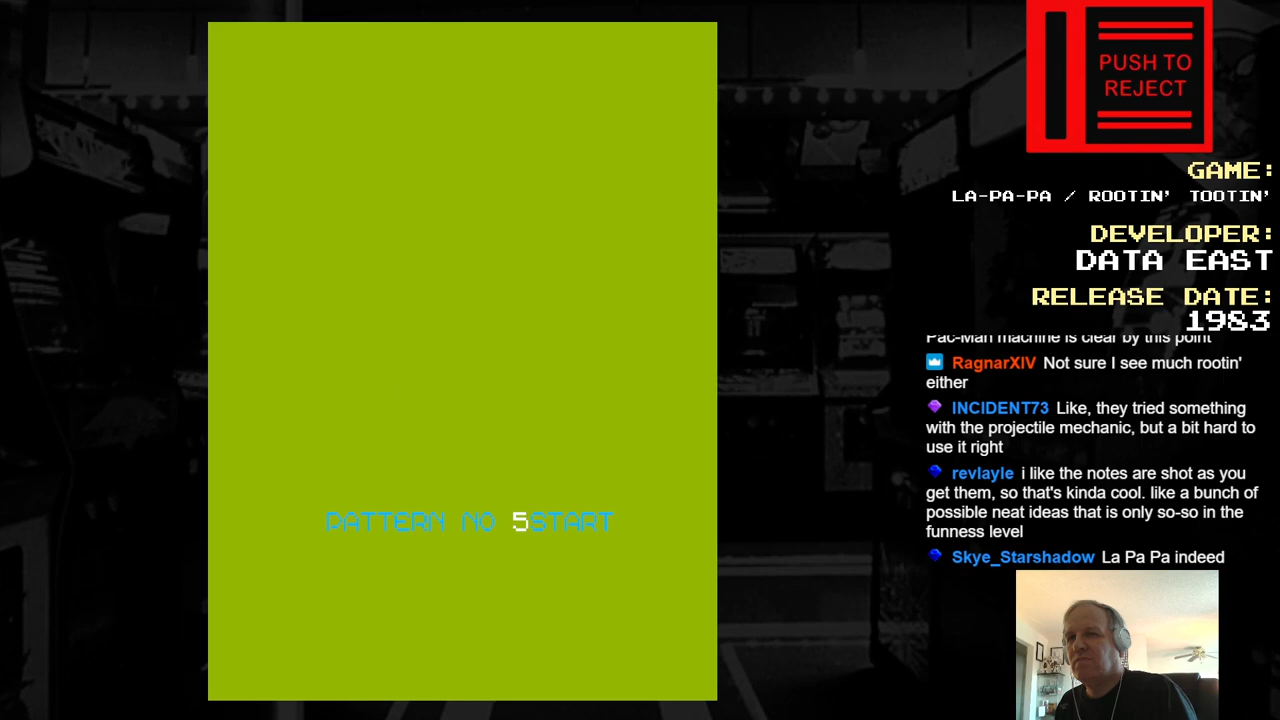 PUSH TO
REJECT
GAME:
LA-PA-PA / ROOTIN' TOOTIN'
DEVELOPER:
DATA EAST
RELEASE DATE:
1983
Pac-Man machine is clear by this point
RagnarXIV Not sure I see much rootin'
either
INCIDENT73 Like, they tried something
with the projectile mechanic, but a bit hard to
use it right
revlayle i like the notes are shot as you
get them, so that's kinda cool. like a bunch of
possible neat ideas that is only so-so in the
funness level
Skye_Starshadow La Pa Pa indeed
PATTERN NO 5START